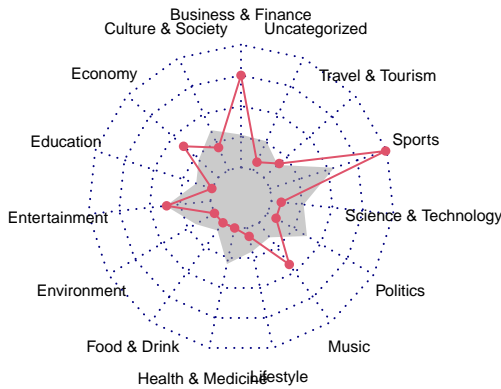 Business & Finance
Culture & Society
Uncategorized
Economy
Travel & Tourism
Education
Sports
Entertainment
Science & Technology
Environment
Politics
Food & Drink
Music
Health & Medicine
Lifestyle